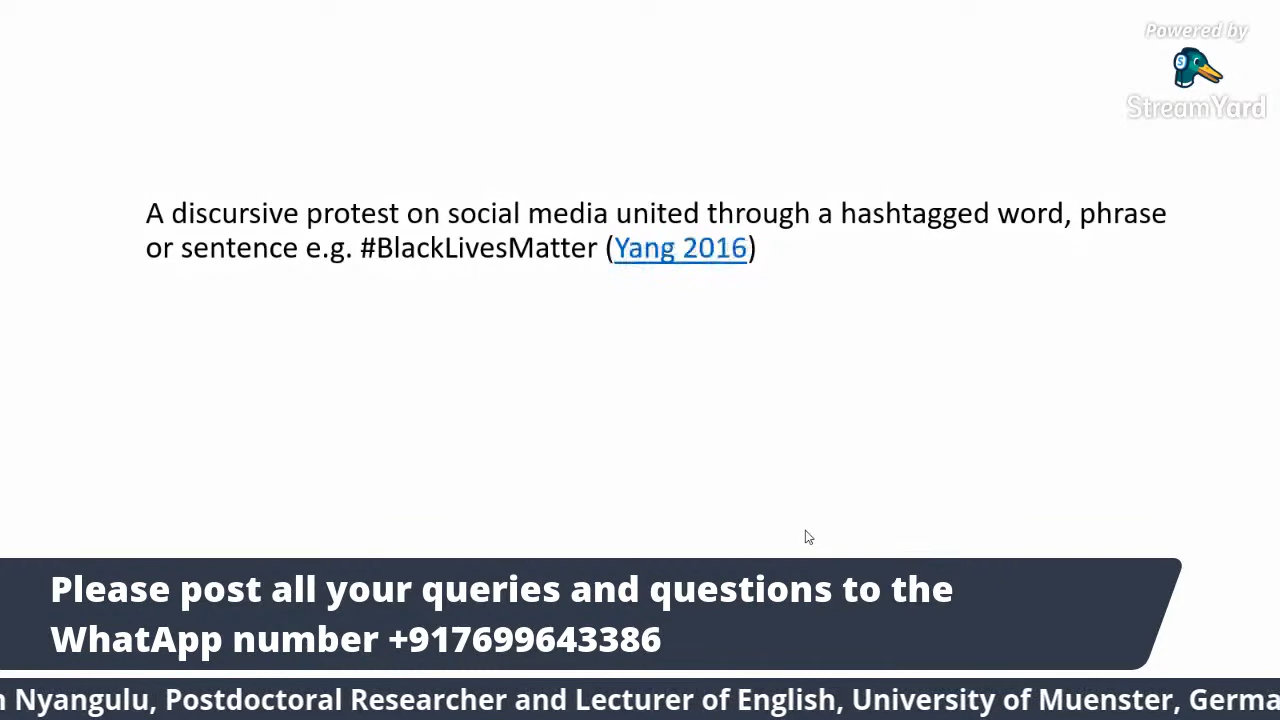 Powered by
StreamYard
A discursive protest on social media united through a hashtagged word, phrase
or sentence e.g. #BlackLivesMatter (Yang 2016)
Please post all your queries and questions to the
WhatApp number +917699643386
n Nyangulu, Postdoctoral Researcher and Lecturer of English, University of Muenster, Germa